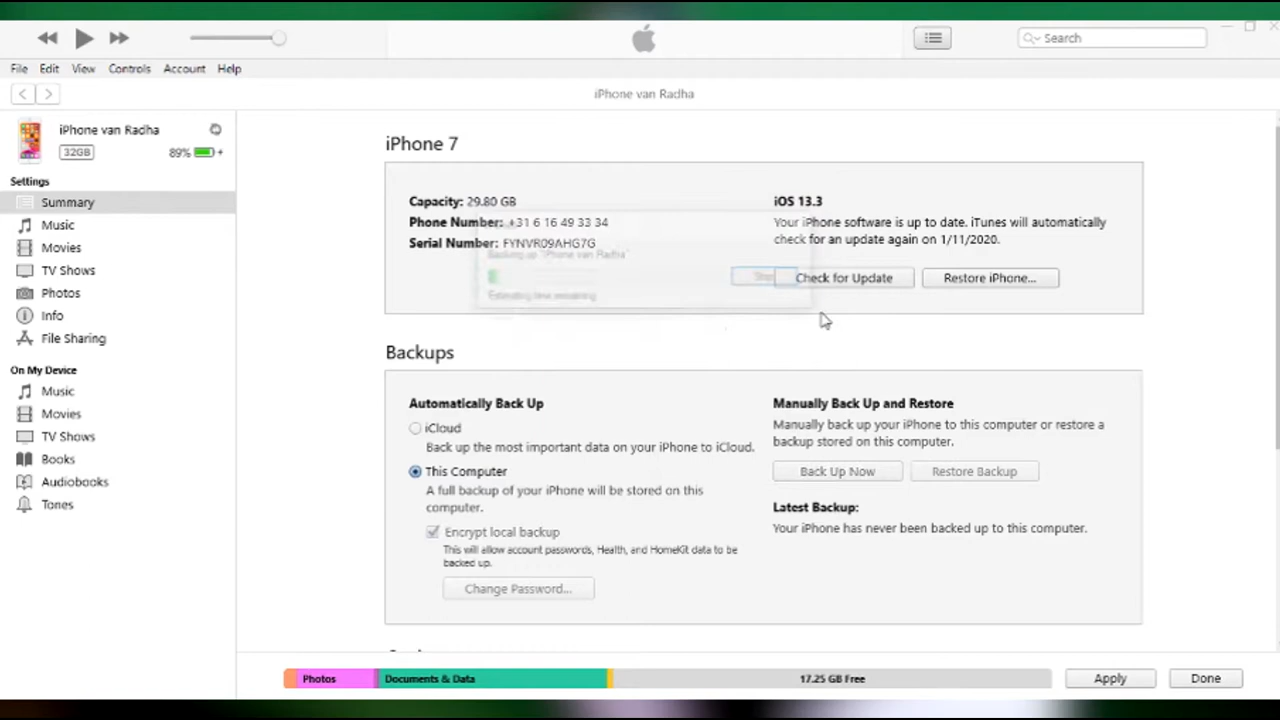 Search
File Edit View Controls Account Help
iPhone van Radha
iPhone van Radha
32GB
89%
Settings
Summary
Music
Movies
TV Shows
Photos
Info
File Sharing
On My Device
Music
Movies
TV Shows
Books
Audiobooks
Tones
iPhone 7
Capacity: 29.80 GB
Phone Number: +31 6 16 49 33 34
Serial Number: FYNVR09AHG7G
Backing up "iPhone van Radha"
Stop
Estimating time remaining
iOS 13.3
Your iPhone software is up to date. iTunes will automatically
check for an update again on 1/11/2020.
Check for Update
Restore iPhone...
Backups
Automatically Back Up
iCloud
Back up the most important data on your iPhone to iCloud.
This Computer
A full backup of your iPhone will be stored on this
computer.
Encrypt local backup
This will allow account passwords, Health, and HomeKit data to be
backed up.
Change Password...
Manually Back Up and Restore
Manually back up your iPhone to this computer or restore a
backup stored on this computer.
Back Up Now
Restore Backup
Latest Backup:
Your iPhone has never been backed up to this computer.
Photos
Documents & Data
17.25 GB Free
Apply
Done